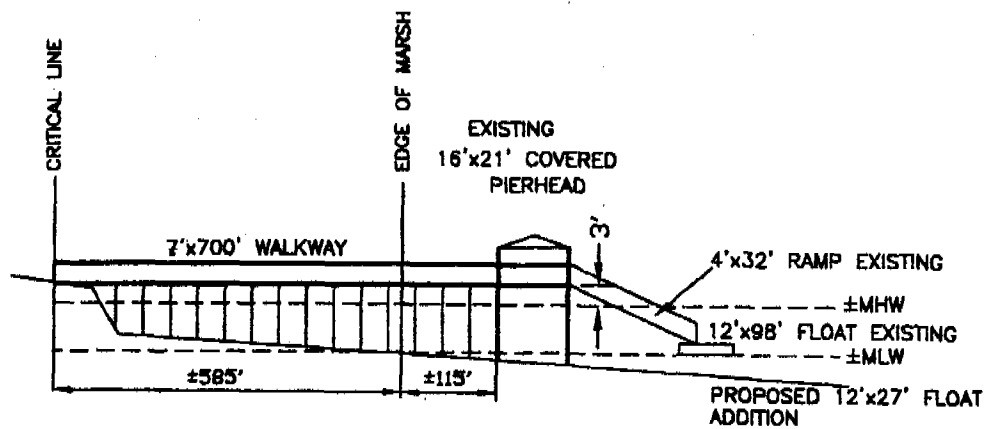 CRITICAL LINE
EDGE OF MARSH
EXISTING
16'x21' COVERED
PIERHEAD
3'
7'x700' WALKWAY
4'x32' RAMP EXISTING
±MHW
12'x98' FLOAT EXISTING
±MLW
±585'
±115'
PROPOSED 12'x27' FLOAT
ADDITION